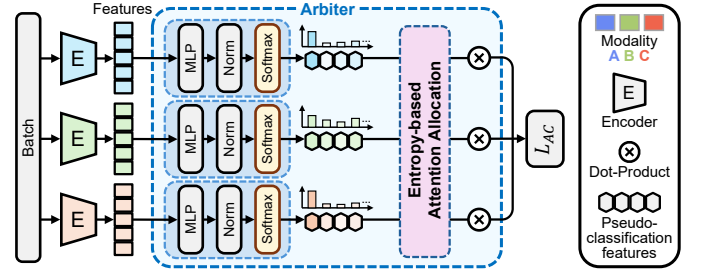 Features
Arbiter
Batch
E
MLP
Norm
Softmax
...
E
MLP
Norm
Softmax
...
E
MLP
Norm
Softmax
...
Entropy-based
Attention Allocation
L_AC
Modality
A B C
E
Encoder
Dot-Product
Pseudo-
classification
features